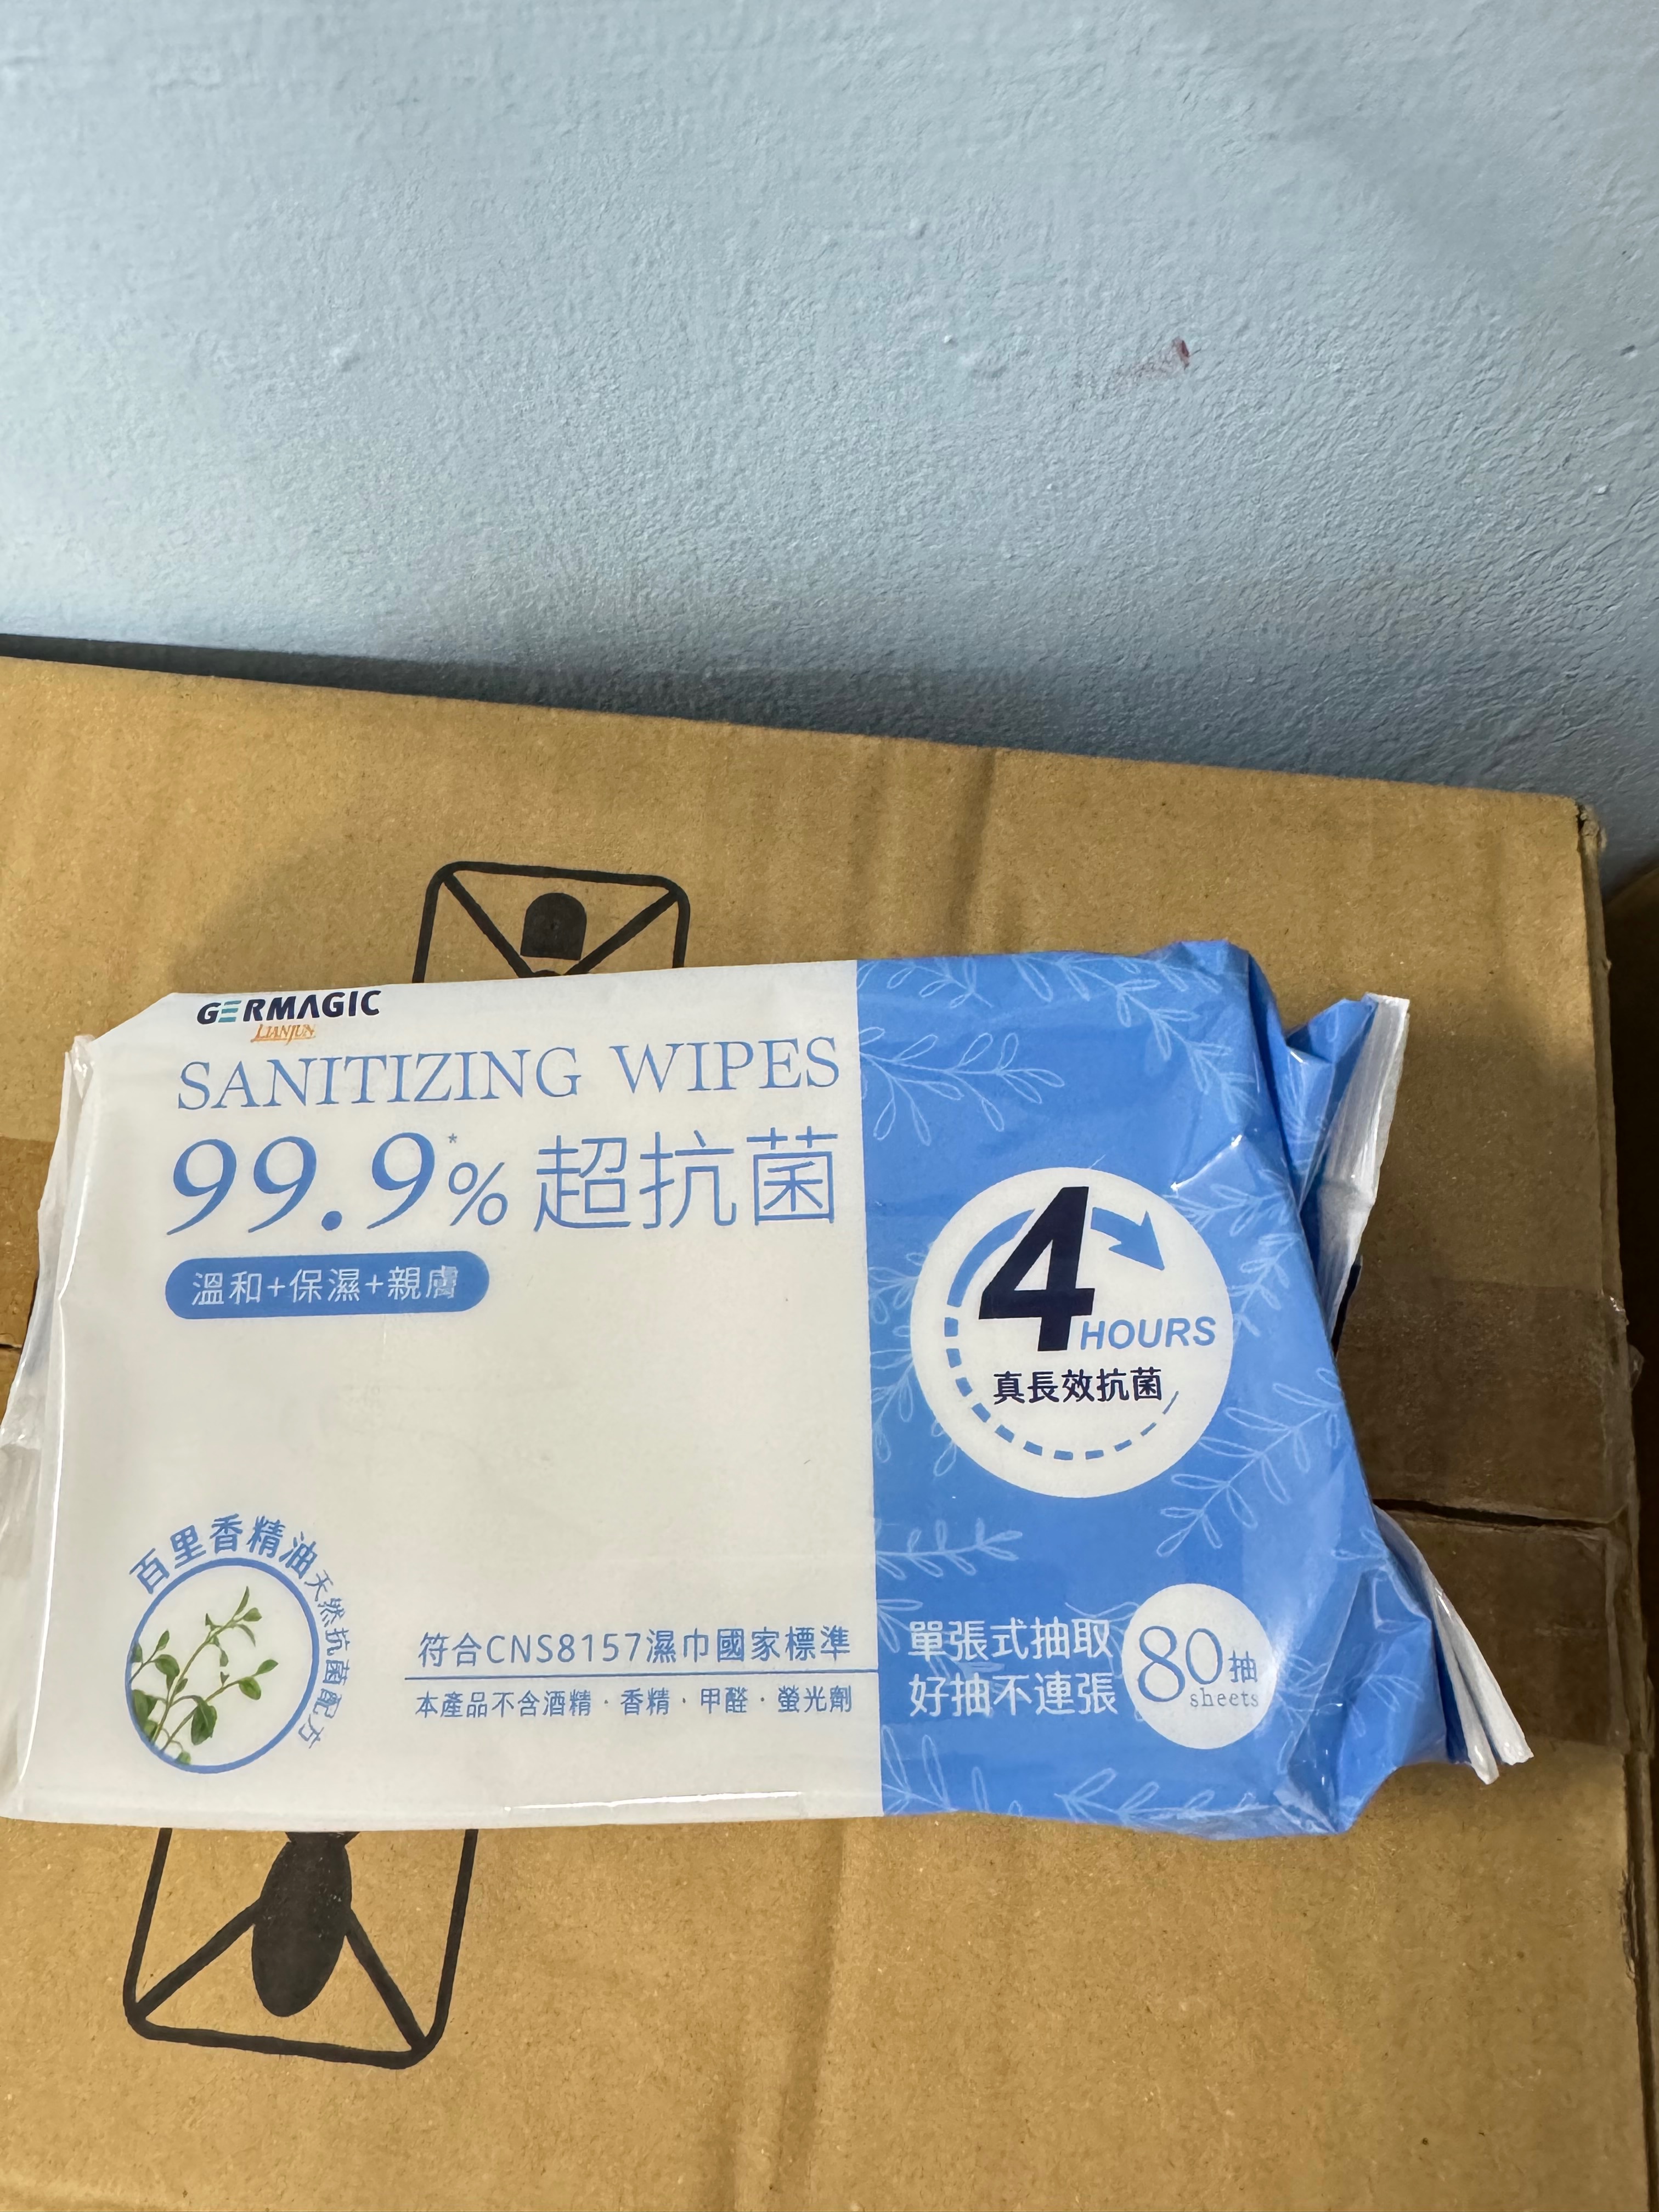 GERMAGIC
LIANJUN
SANITIZING WIPES
99.9*% 超抗菌
溫和+保濕+親膚
4
HOURS
真長效抗菌
百里香精油天然抗菌配方
符合CNS8157濕巾國家標準
本產品不含酒精·香精·甲醛·螢光劑
單張式抽取
好抽不連張
80抽
sheets